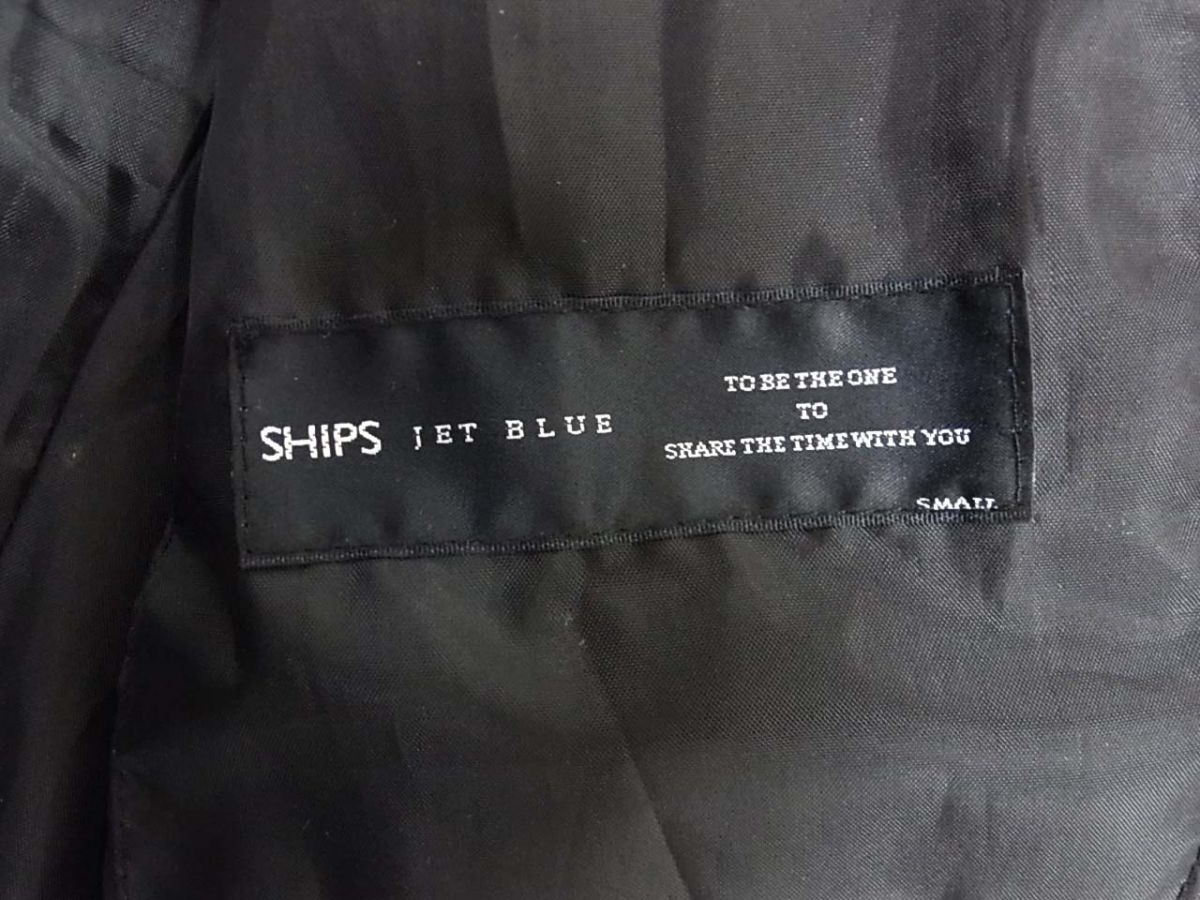 SHIPS JET BLUE
TO BE THE ONE
TO
SHARE THE TIME WITH YOU
SMALL